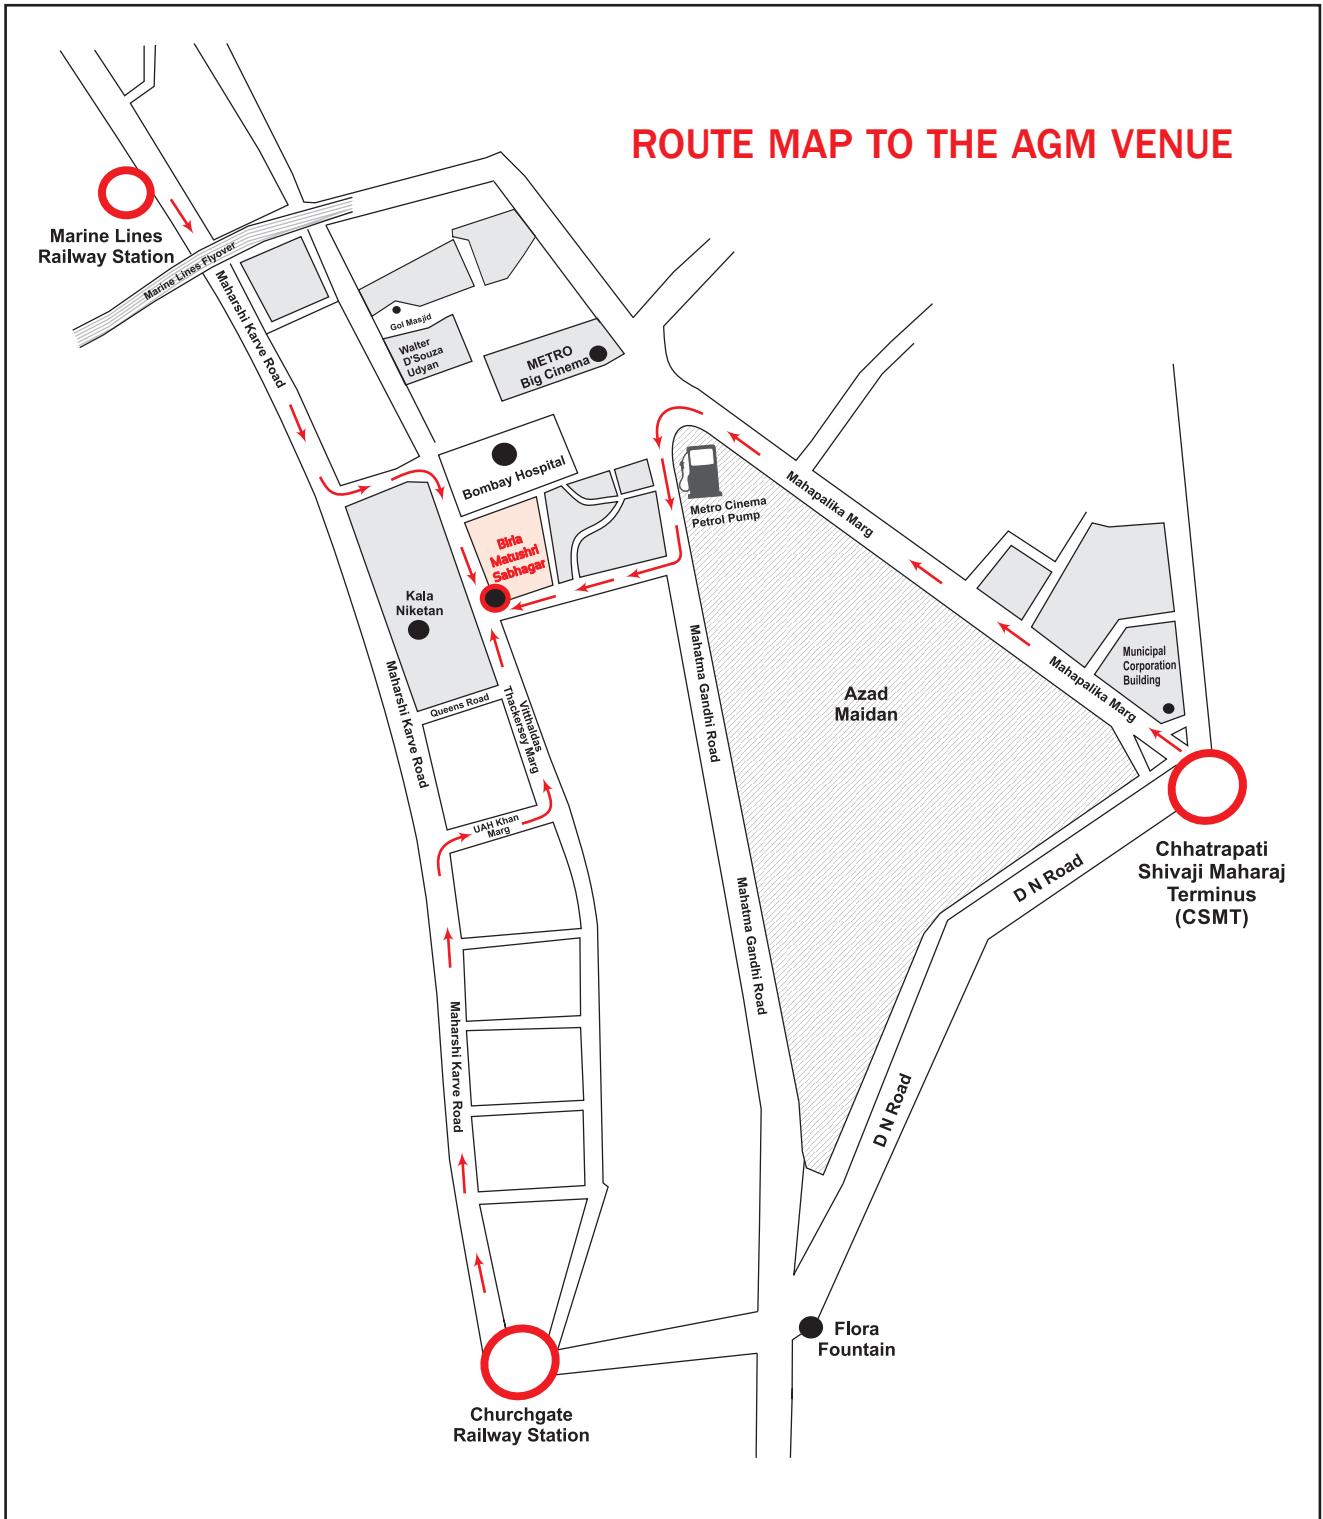 ROUTE MAP TO THE AGM VENUE
Marine Lines
Railway Station
Marine Lines Flyover
Maharshi Karve Road
Gol Masjid
Walter
D'Souza
Udyan
METRO
Big Cinema
Bombay Hospital
Metro Cinema
Petrol Pump
Mahapalika Marg
Birla
Matushri
Sabhagar
Kala
Niketan
Mahatma Gandhi Road
Azad
Maidan
Mahapalika Marg
Municipal
Corporation
Building
Maharshi Karve Road
Queens Road
Vitthaldas
Thackersey Marg
UAH Khan
Marg
Chhatrapati
Shivaji Maharaj
Terminus
(CSMT)
D N Road
Mahatma Gandhi Road
Maharshi Karve Road
D N Road
Flora
Fountain
Churchgate
Railway Station